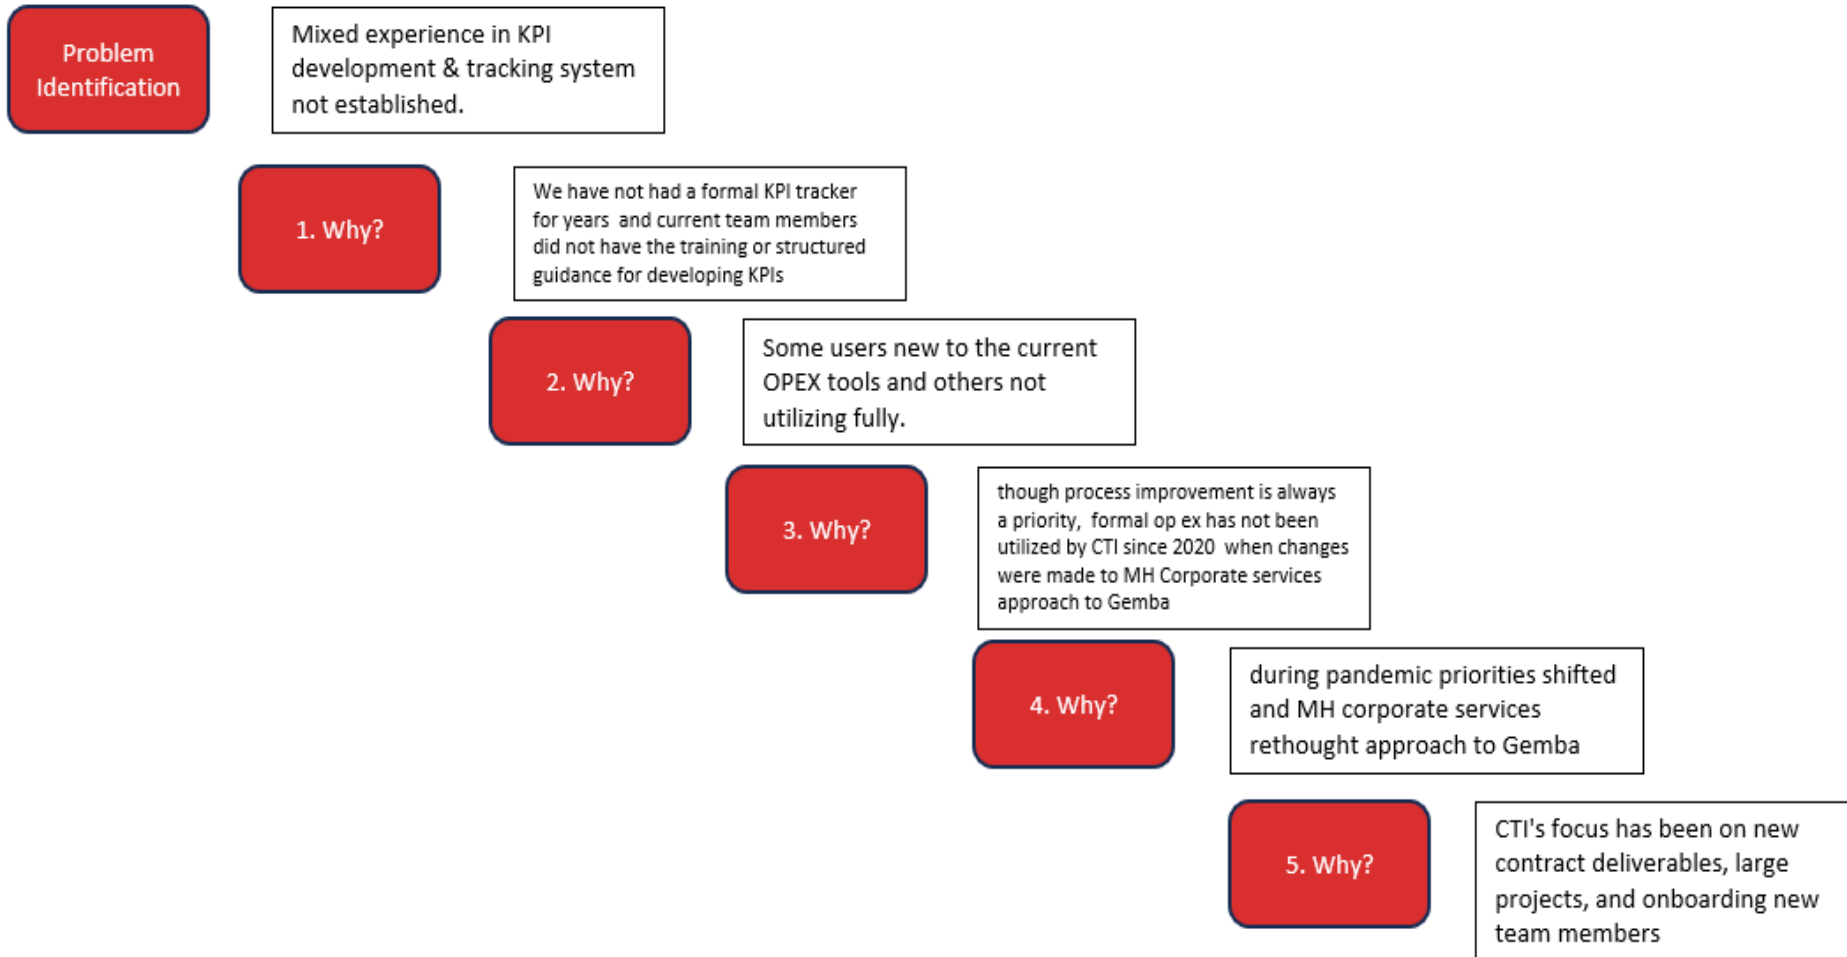 Problem
Identification
Mixed experience in KPI
development & tracking system
not established.
1. Why?
We have not had a formal KPI tracker
for years and current team members
did not have the training or structured
guidance for developing KPIs
2. Why?
Some users new to the current
OPEX tools and others not
utilizing fully.
3. Why?
though process improvement is always
a priority, formal op ex has not been
utilized by CTI since 2020 when changes
were made to MH Corporate services
approach to Gemba
4. Why?
during pandemic priorities shifted
and MH corporate services
rethought approach to Gemba
5. Why?
CTI's focus has been on new
contract deliverables, large
projects, and onboarding new
team members